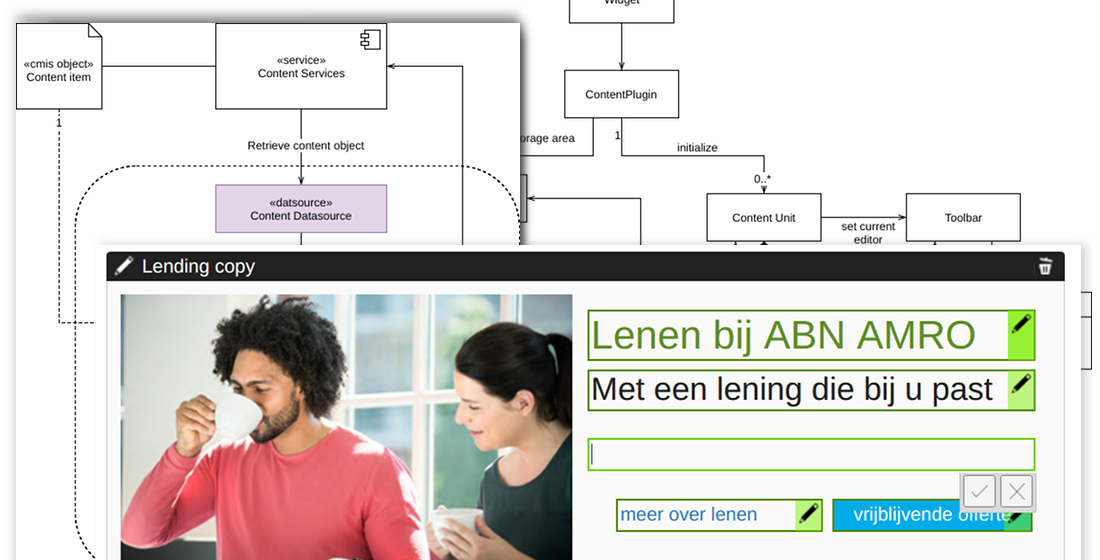 Widget
«cmis object»
Content item
«service»
Content Services
ContentPlugin
1
Retrieve content object
orage area
1
initialize
0..*
«datsource»
Content Datasource
Content Unit
Toolbar
set current
editor
1
Lending copy
Lenen bij ABN AMRO
Met een lening die bij u past
meer over lenen
vrijblijvende offerte